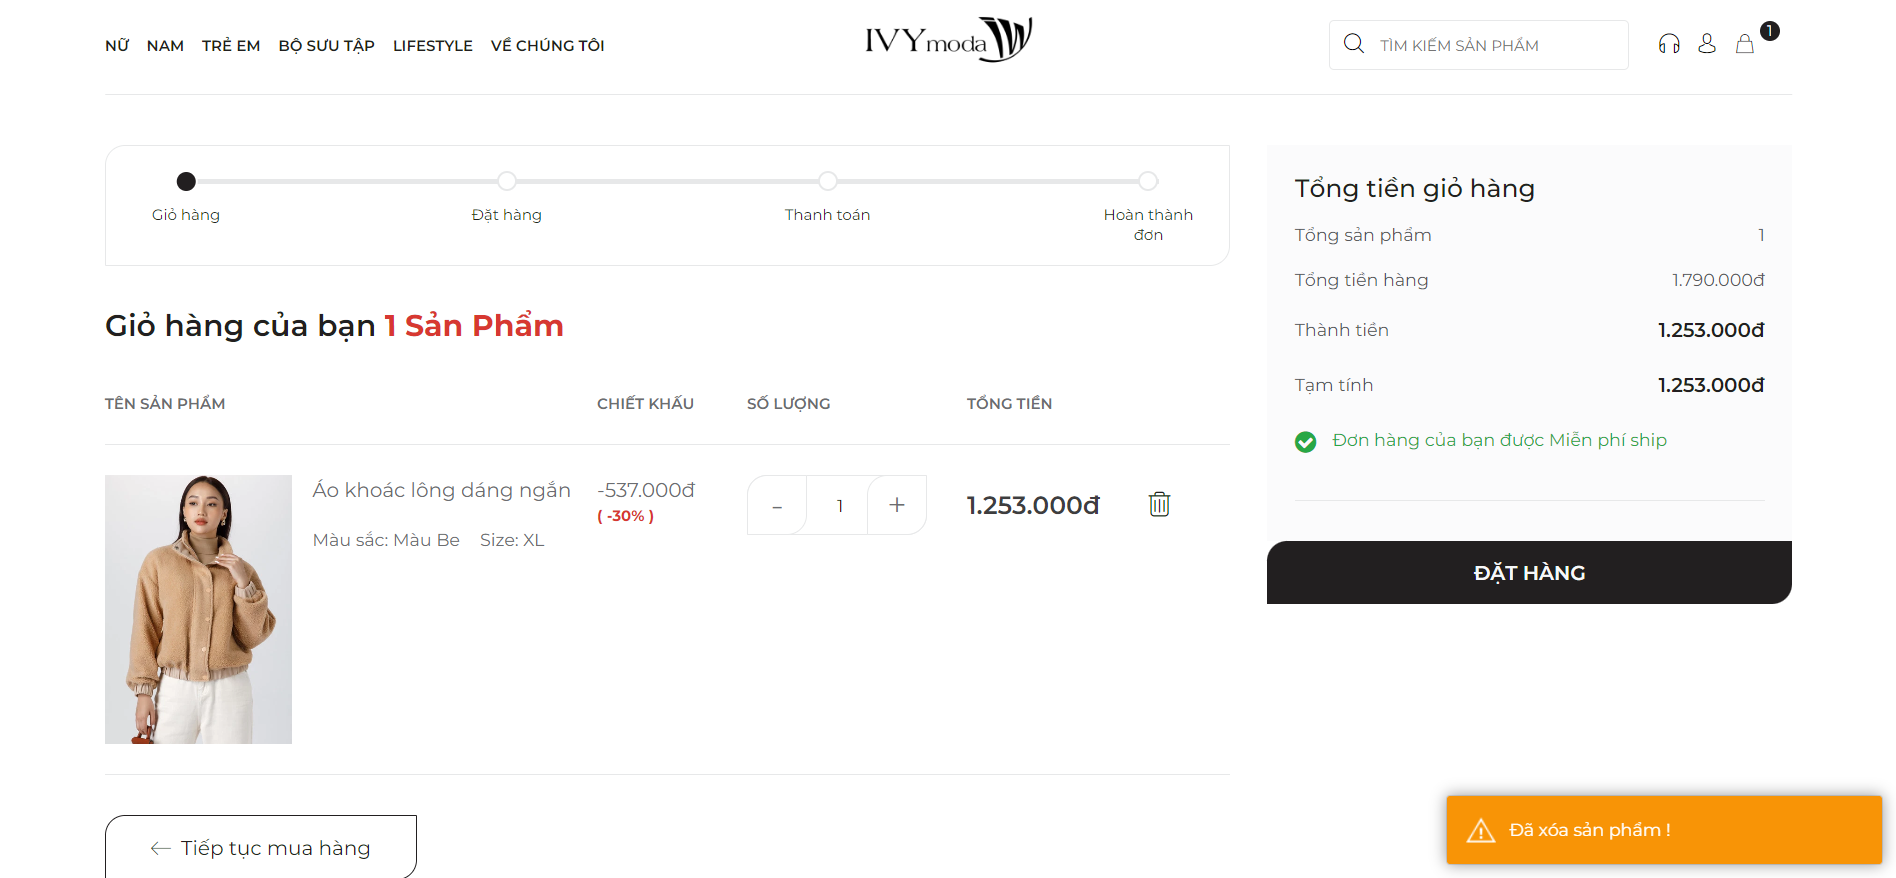 NỮ NAM TRẺ EM BỘ SƯU TẬP LIFESTYLE VỀ CHÚNG TÔI
IVY moda
TÌM KIẾM SẢN PHẨM
1
Giỏ hàng
Đặt hàng
Thanh toán
Hoàn thành
đơn
Giỏ hàng của bạn 1 Sản Phẩm
TÊN SẢN PHẨM CHIẾT KHẤU SỐ LƯỢNG TỔNG TIỀN
Áo khoác lông dáng ngắn
Màu sắc: Màu Be Size: XL
-537.000đ
( -30% )
- 1 +
1.253.000đ
Tiếp tục mua hàng
Tổng tiền giỏ hàng
Tổng sản phẩm 1
Tổng tiền hàng 1.790.000đ
Thành tiền 1.253.000đ
Tạm tính 1.253.000đ
Đơn hàng của bạn được Miễn phí ship
ĐẶT HÀNG
Đã xóa sản phẩm !